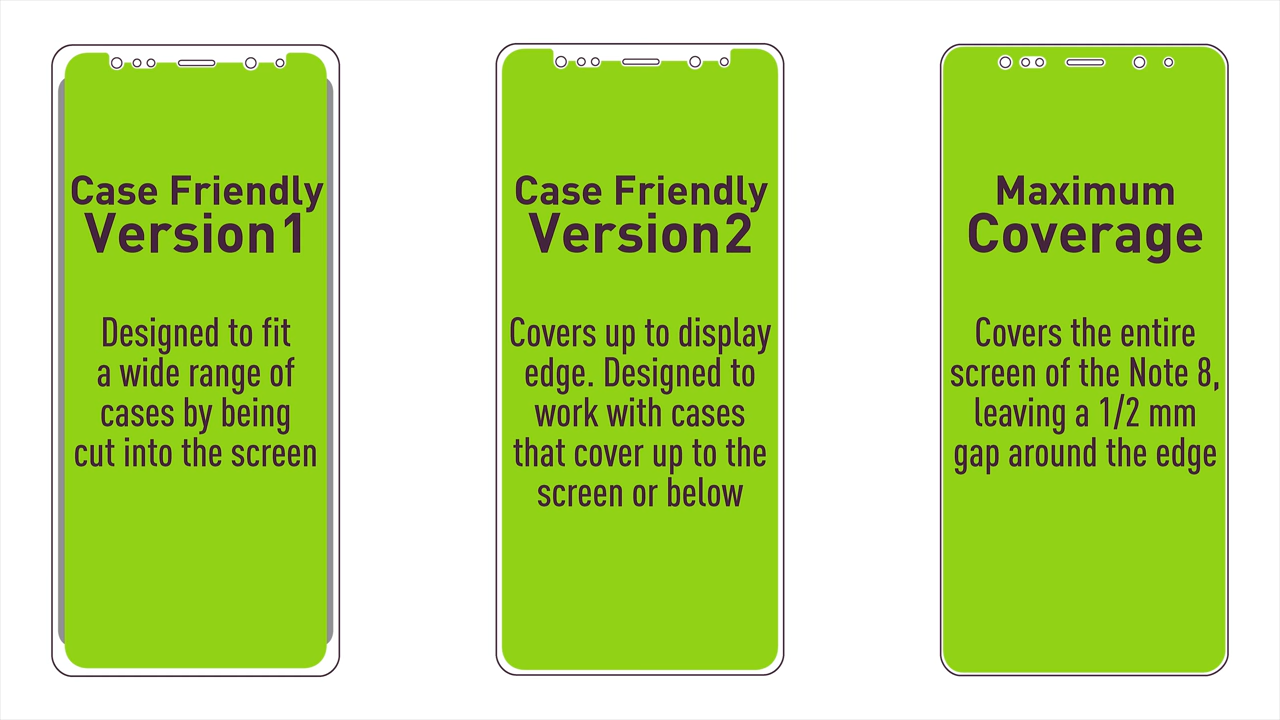 Case Friendly
Version1
Designed to fit
a wide range of
cases by being
cut into the screen
Case Friendly
Version2
Covers up to display
edge. Designed to
work with cases
that cover up to the
screen or below
Maximum
Coverage
Covers the entire
screen of the Note 8,
leaving a 1/2 mm
gap around the edge